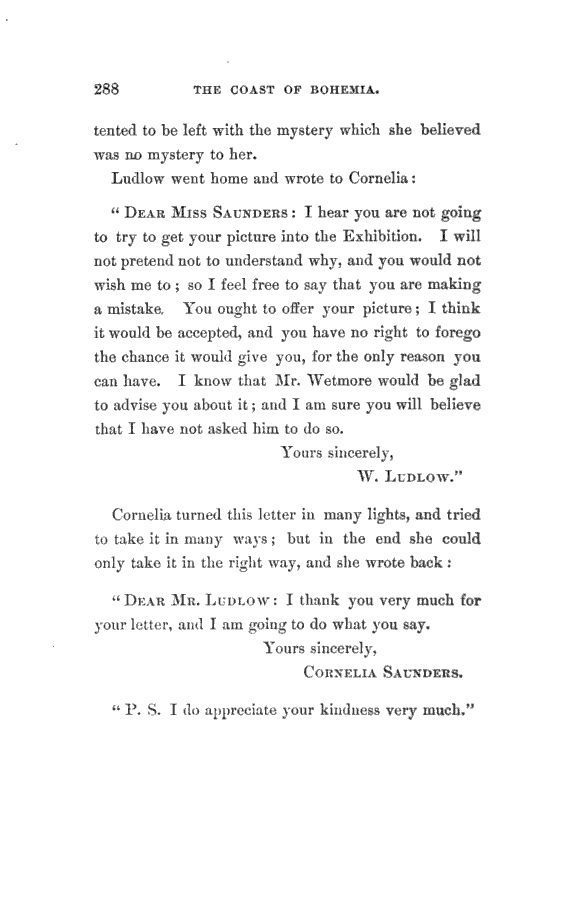 288 THE COAST OF BOHEMIA.
tented to be left with the mystery which she believed
was no mystery to her.
Ludlow went home and wrote to Cornelia:
“ DEAR MISS SAUNDERS: I hear you are not going
to try to get your picture into the Exhibition. I will
not pretend not to understand why, and you would not
wish me to ; so I feel free to say that you are making
a mistake. You ought to offer your picture; I think
it would be accepted, and you have no right to forego
the chance it would give you, for the only reason you
can have. I know that Mr. Wetmore would be glad
to advise you about it; and I am sure you will believe
that I have not asked him to do so.
Yours sincerely,
W. LUDLOW.”
Cornelia turned this letter in many lights, and tried
to take it in many ways; but in the end she could
only take it in the right way, and she wrote back:
“ DEAR MR. LUDLOW: I thank you very much for
your letter, and I am going to do what you say.
Yours sincerely,
CORNELIA SAUNDERS.
“ P. S. I do appreciate your kindness very much.”